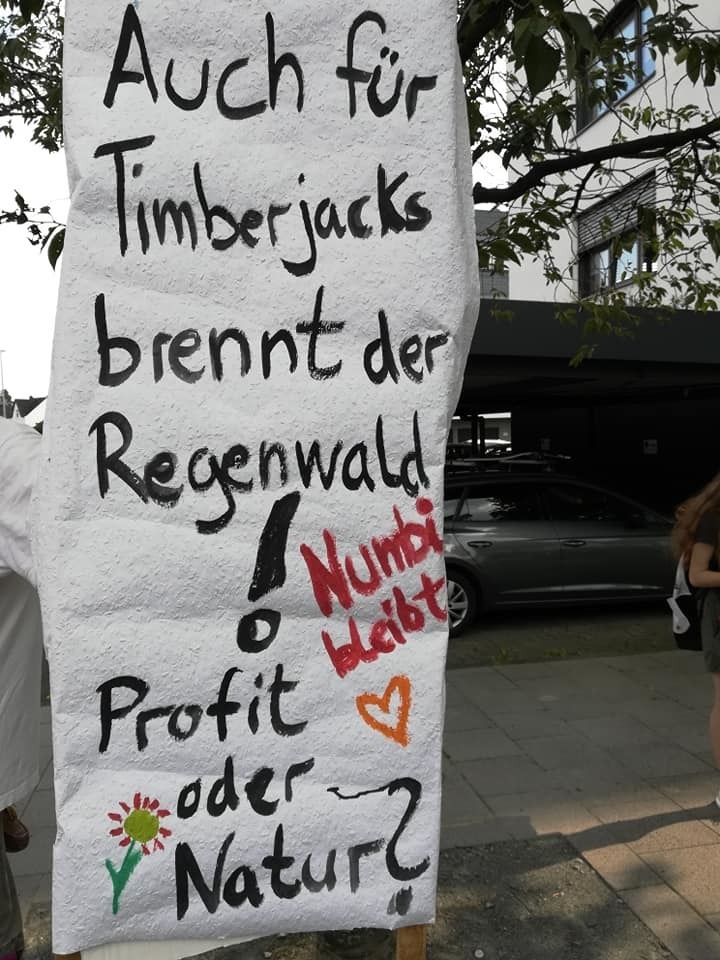 Auch für
Timberjacks
brennt der
Regenwald
!
Numbi
bleibt
Profit
oder
Natur?